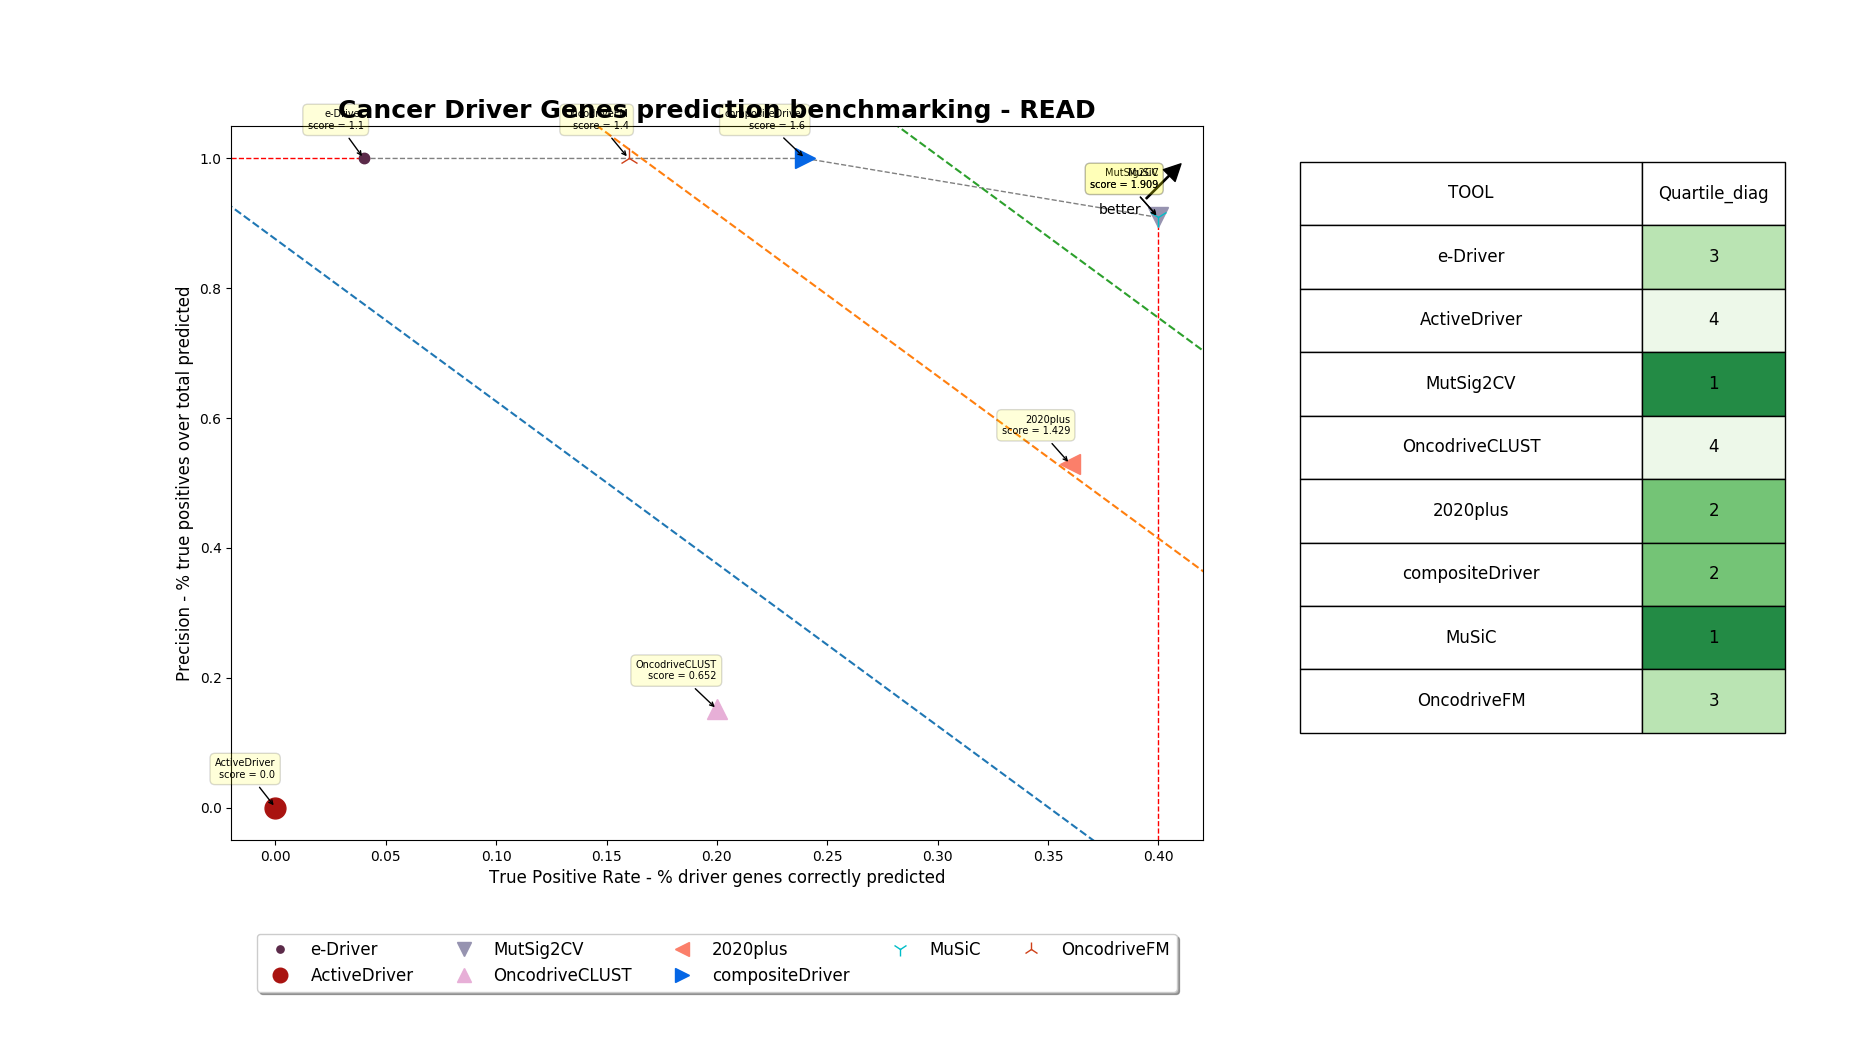 Cancer Driver Genes prediction benchmarking - READ
e-Driver
score = 1.1
score = 1.4
compositeDriver
score = 1.6
MutSig2CV
MuSiC
score = 1.909
better
2020plus
score = 1.429
OncodriveCLUST
score = 0.652
ActiveDriver
score = 0.0
Precision - % true positives over total predicted
1.0
0.8
0.6
0.4
0.2
0.0
0.00 0.05 0.10 0.15 0.20 0.25 0.30 0.35 0.40
True Positive Rate - % driver genes correctly predicted
e-Driver MutSig2CV 2020plus MuSiC OncodriveFM
ActiveDriver OncodriveCLUST compositeDriver
TOOL Quartile_diag
e-Driver 3
ActiveDriver 4
MutSig2CV 1
OncodriveCLUST 4
2020plus 2
compositeDriver 2
MuSiC 1
OncodriveFM 3